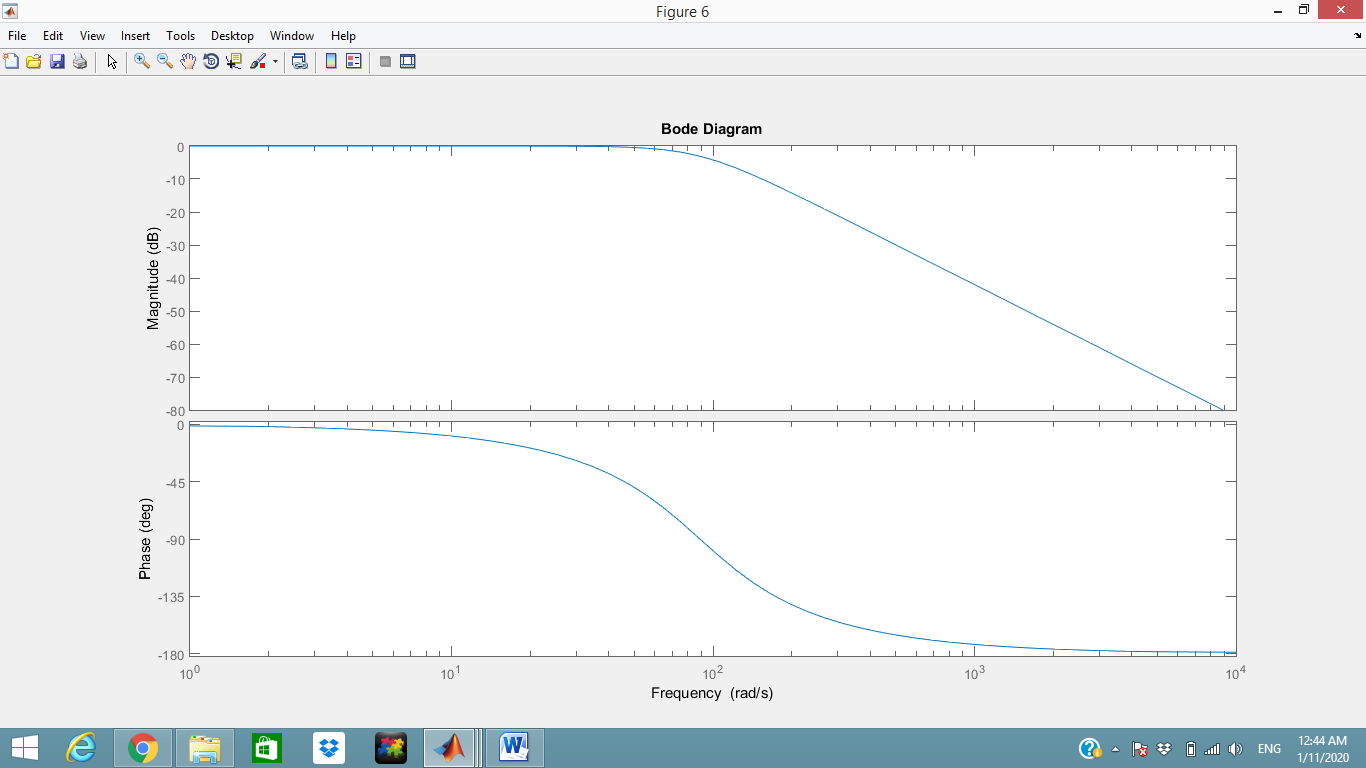 Figure 6
File Edit View Insert Tools Desktop Window Help
Bode Diagram
0
-10
-20
-30
-40
-50
-60
-70
-80
Magnitude (dB)
0
-45
-90
-135
-180
Phase (deg)
10^0 10^1 10^2 10^3 10^4
Frequency (rad/s)
ENG
12:44 AM
1/11/2020